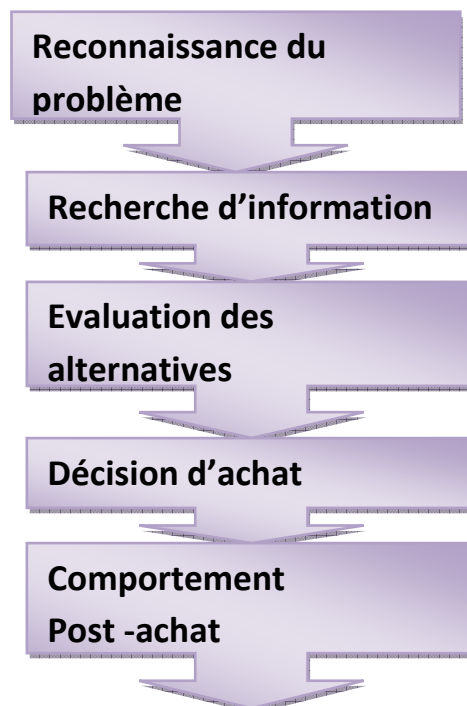 Reconnaissance du
problème
Recherche d’information
Evaluation des
alternatives
Décision d’achat
Comportement
Post -achat